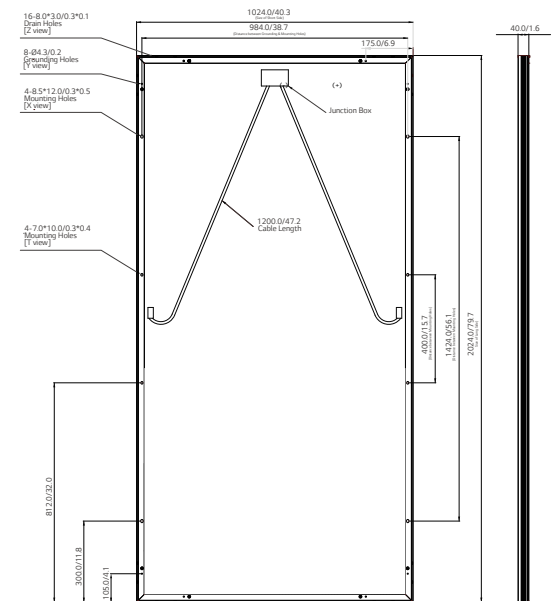 1024.0/40.3
984.0/38.7
175.0/6.9
40.0/1.6
16-8.0*3.0/0.3*0.1
Drain Holes
[Z view]
8-Ø4.3/0.2
Grounding Holes
[Y view]
4-8.5*12.0/0.3*0.5
Mounting Holes
[X view]
4-7.0*10.0/0.3*0.4
Mounting Holes
[T view]
(+)
Junction Box
1200.0/47.2
Cable Length
400.0/15.7
1424.0/56.1
2024.0/79.7
812.0/32.0
300.0/11.8
105.0/4.1